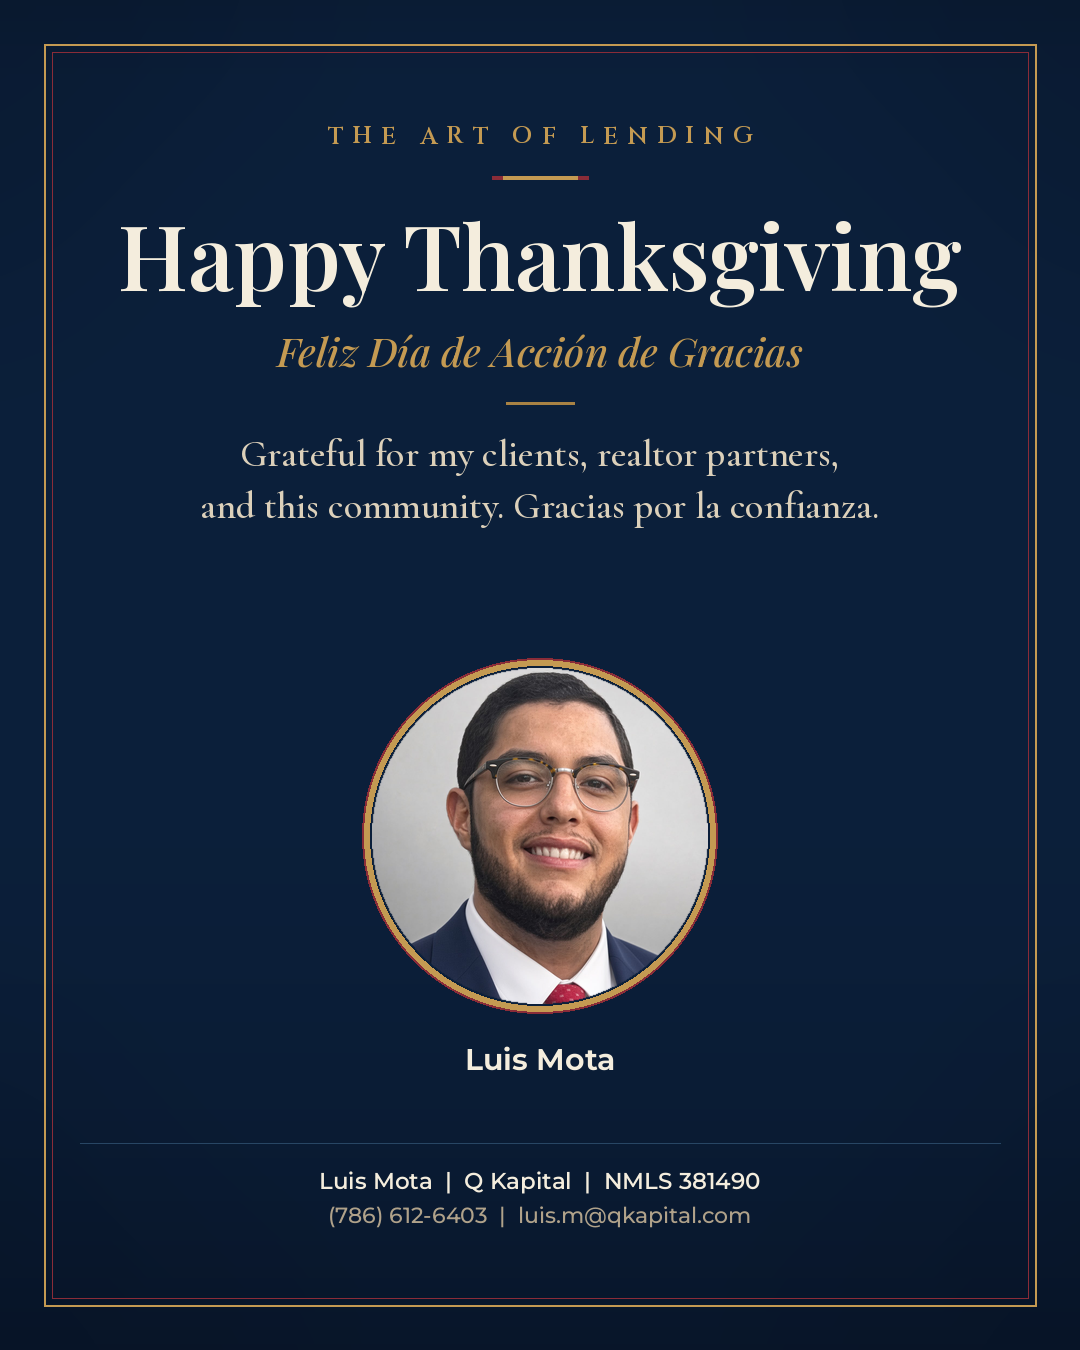 THE ART OF LENDING
Happy Thanksgiving
Feliz Día de Acción de Gracias
Grateful for my clients, realtor partners,
and this community. Gracias por la confianza.
Luis Mota
Luis Mota | Q Kapital | NMLS 381490
(786) 612-6403 | luis.m@qkapital.com